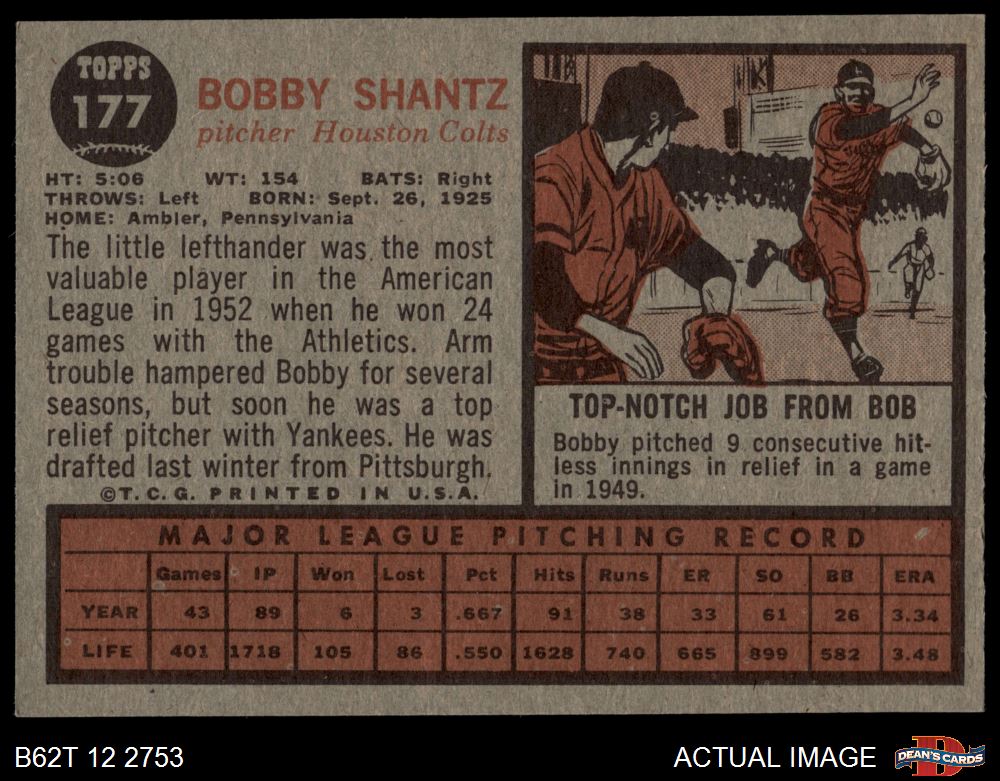 TOPPS
177
BOBBY SHANTZ
pitcher Houston Colts
HT: 5:06 WT: 154 BATS: Right
THROWS: Left BORN: Sept. 26, 1925
HOME: Ambler, Pennsylvania
The little lefthander was the most
valuable player in the American
League in 1952 when he won 24
games with the Athletics. Arm
trouble hampered Bobby for several
seasons, but soon he was a top
relief pitcher with Yankees. He was
drafted last winter from Pittsburgh.
©T.C.G. PRINTED IN U.S.A.
TOP-NOTCH JOB FROM BOB
Bobby pitched 9 consecutive hit-
less innings in relief in a game
in 1949.
MAJOR LEAGUE PITCHING RECORD
Games IP Won Lost Pct Hits Runs ER SO BB ERA
YEAR 43 89 6 3 .667 91 38 33 61 26 3.34
LIFE 401 1718 105 86 .550 1628 740 665 899 582 3.48
B62T 12 2753
ACTUAL IMAGE
DEAN'S CARDS